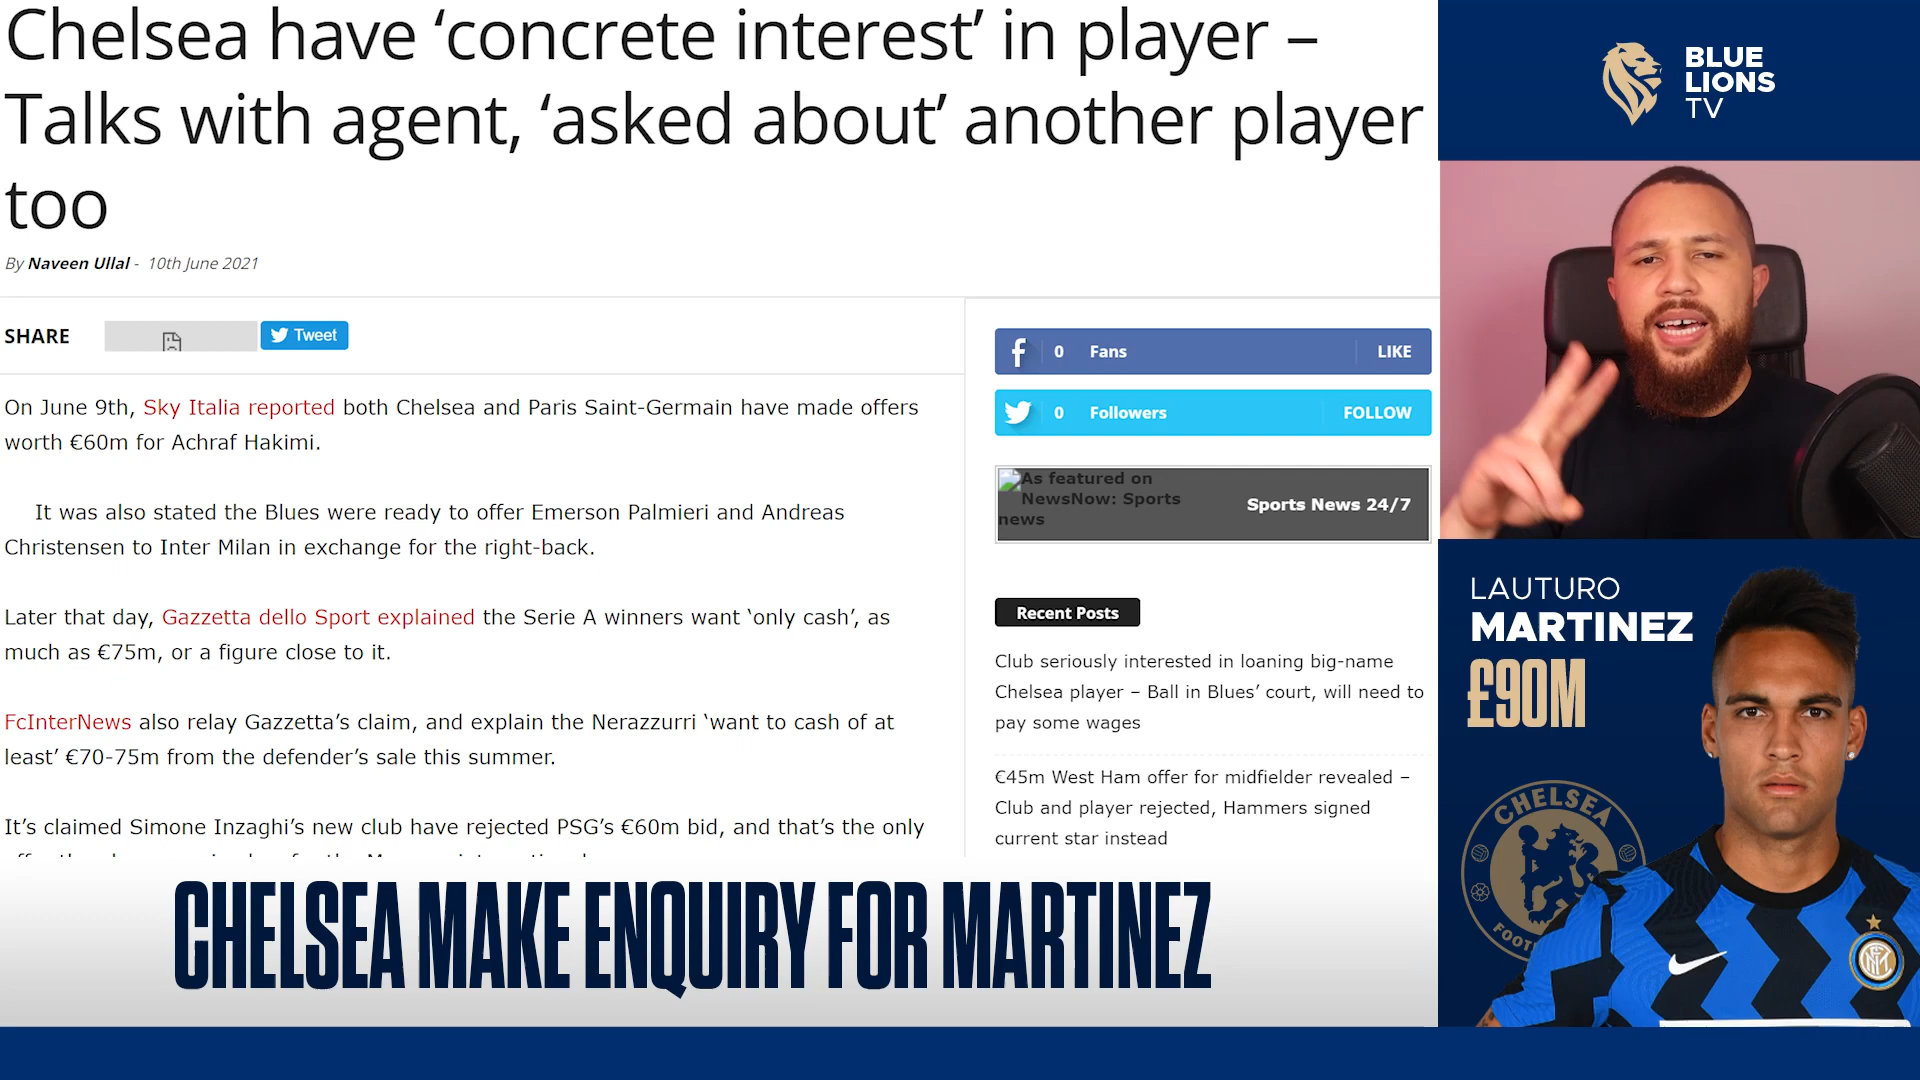 Chelsea have ‘concrete interest’ in player –
Talks with agent, ‘asked about’ another player
too
By Naveen Ullal - 10th June 2021
SHARE
Tweet
On June 9th, Sky Italia reported both Chelsea and Paris Saint-Germain have made offers
worth €60m for Achraf Hakimi.
It was also stated the Blues were ready to offer Emerson Palmieri and Andreas
Christensen to Inter Milan in exchange for the right-back.
Later that day, Gazzetta dello Sport explained the Serie A winners want ‘only cash’, as
much as €75m, or a figure close to it.
FcInterNews also relay Gazzetta’s claim, and explain the Nerazzurri ‘want to cash of at
least’ €70-75m from the defender’s sale this summer.
It’s claimed Simone Inzaghi’s new club have rejected PSG’s €60m bid, and that’s the only
0 Fans LIKE
0 Followers FOLLOW
As featured on
NewsNow: Sports
news
Sports News 24/7
Recent Posts
Club seriously interested in loaning big-name
Chelsea player – Ball in Blues’ court, will need to
pay some wages
€45m West Ham offer for midfielder revealed –
Club and player rejected, Hammers signed
current star instead
CHELSEA MAKE ENQUIRY FOR MARTINEZ
BLUE
LIONS
TV
LAUTURO
MARTINEZ
£90M
CHELSEA